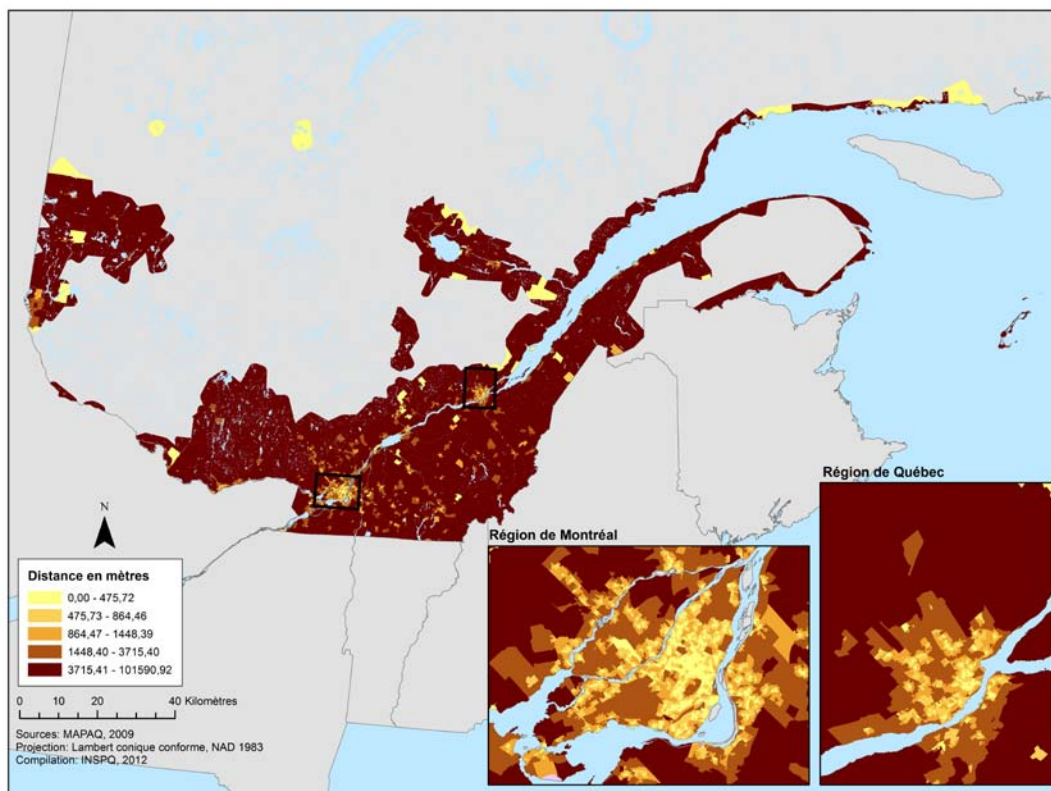 N
Distance en mètres
0,00 - 475,72
475,73 - 864,46
864,47 - 1448,39
1448,40 - 3715,40
3715,41 - 101590,92
0 10 20 40 Kilomètres
Sources: MAPAQ, 2009
Projection: Lambert conique conforme, NAD 1983
Compilation: INSPQ, 2012
Région de Montréal
Région de Québec